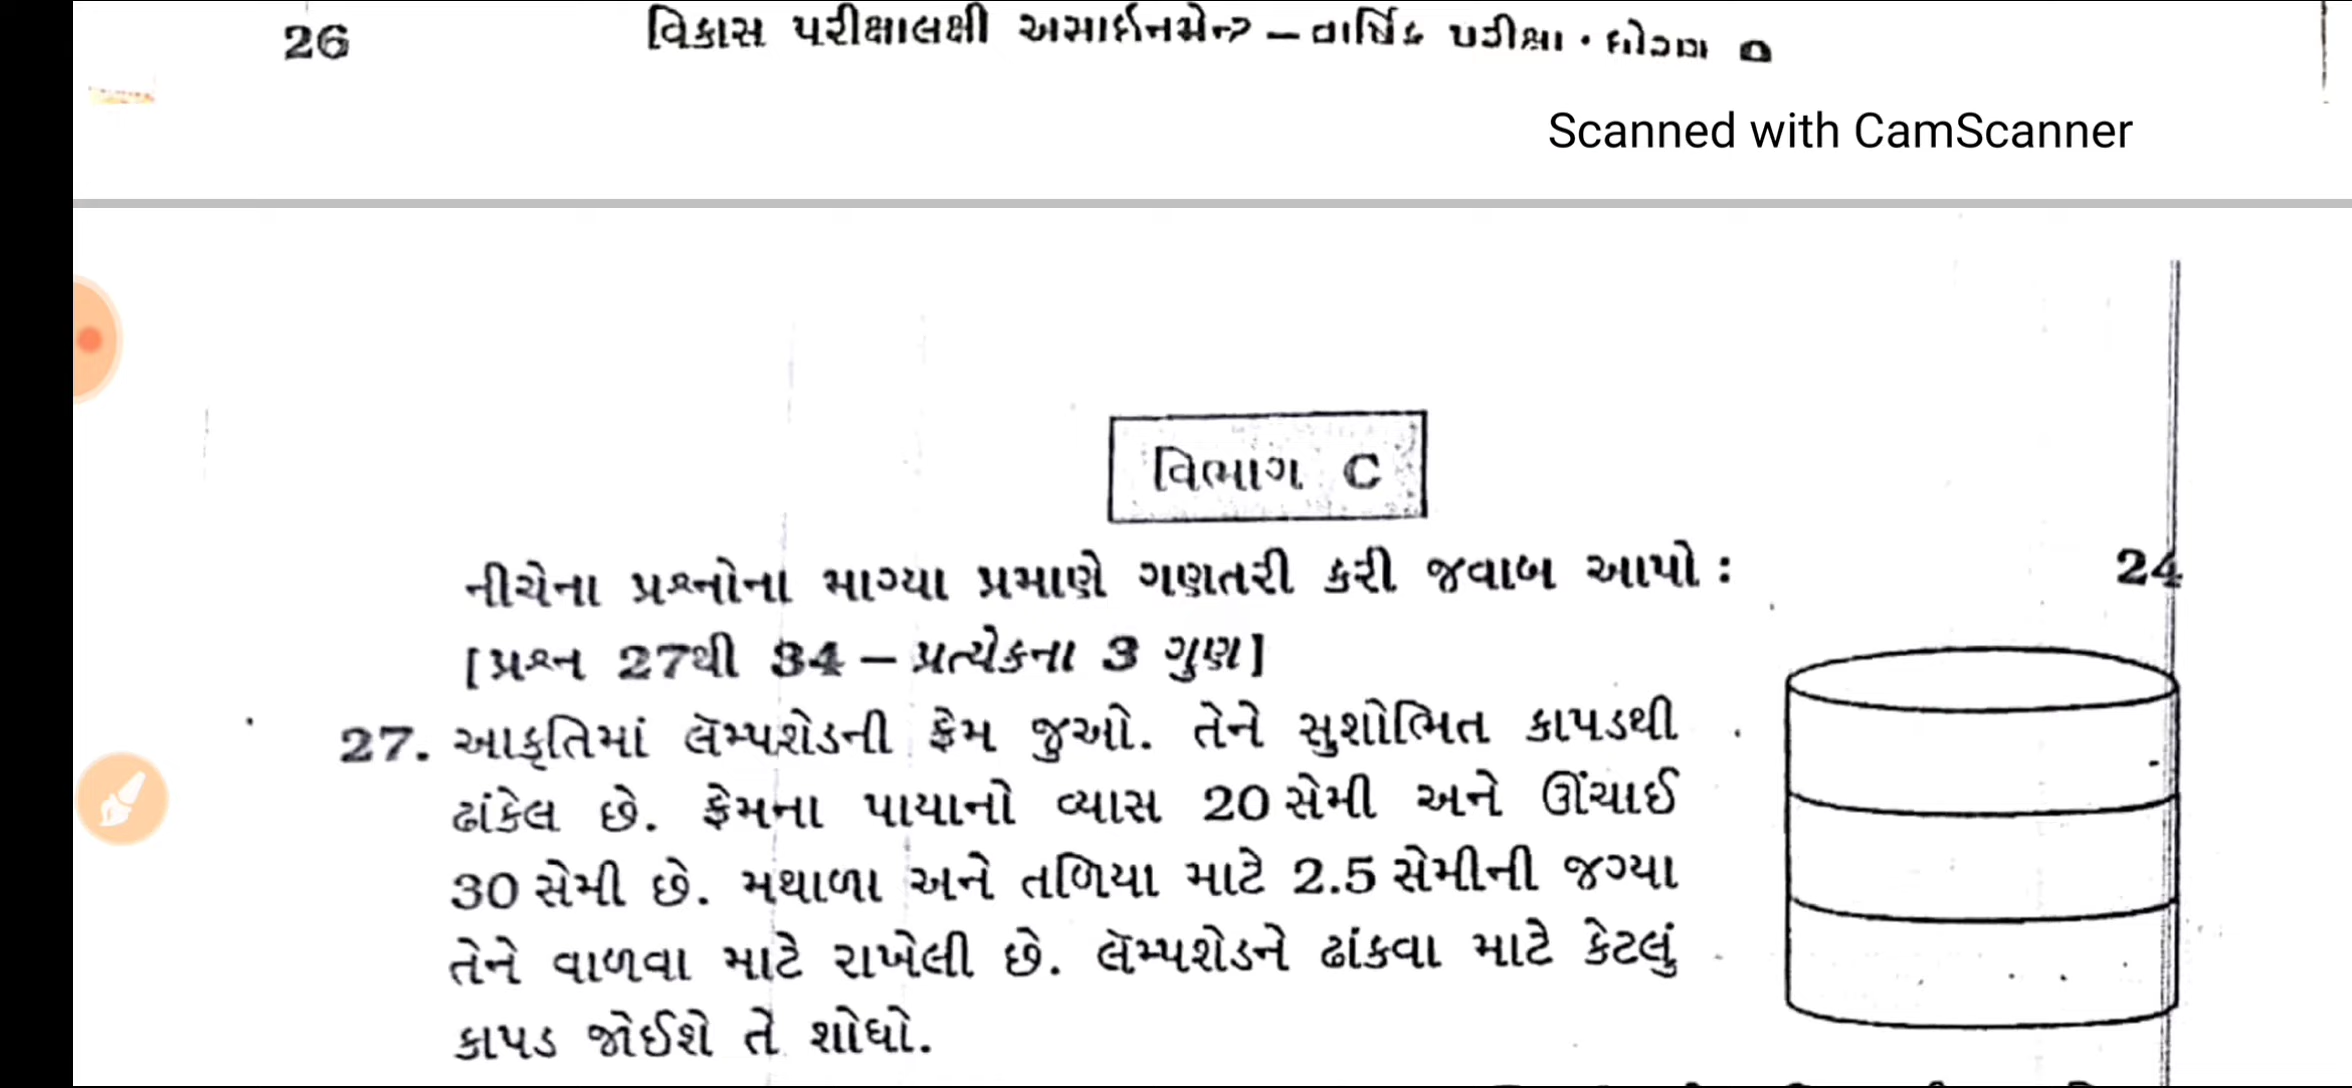 26
વિકાસ પરીક્ષાલક્ષી અસાઈનમેન્ટ – વાર્ષિક પરીક્ષા · ધોરણ
Scanned with CamScanner
વિભાગ C
નીચેના પ્રશ્નોના માગ્યા પ્રમાણે ગણતરી કરી જવાબ આપો : 24
[પ્રશ્ન 27થી 34 – પ્રત્યેકના 3 ગુણ]
27. આકૃતિમાં લૅમ્પશેડની ફ્રેમ જુઓ. તેને સુશોભિત કાપડથી
ઢાંકેલ છે. ફ્રેમના પાયાનો વ્યાસ 20 સેમી અને ઊંચાઈ
30 સેમી છે. મથાળા અને તળિયા માટે 2.5 સેમીની જગ્યા
તેને વાળવા માટે રાખેલી છે. લૅમ્પશેડને ઢાંકવા માટે કેટલું
કાપડ જોઈશે તે શોધો.